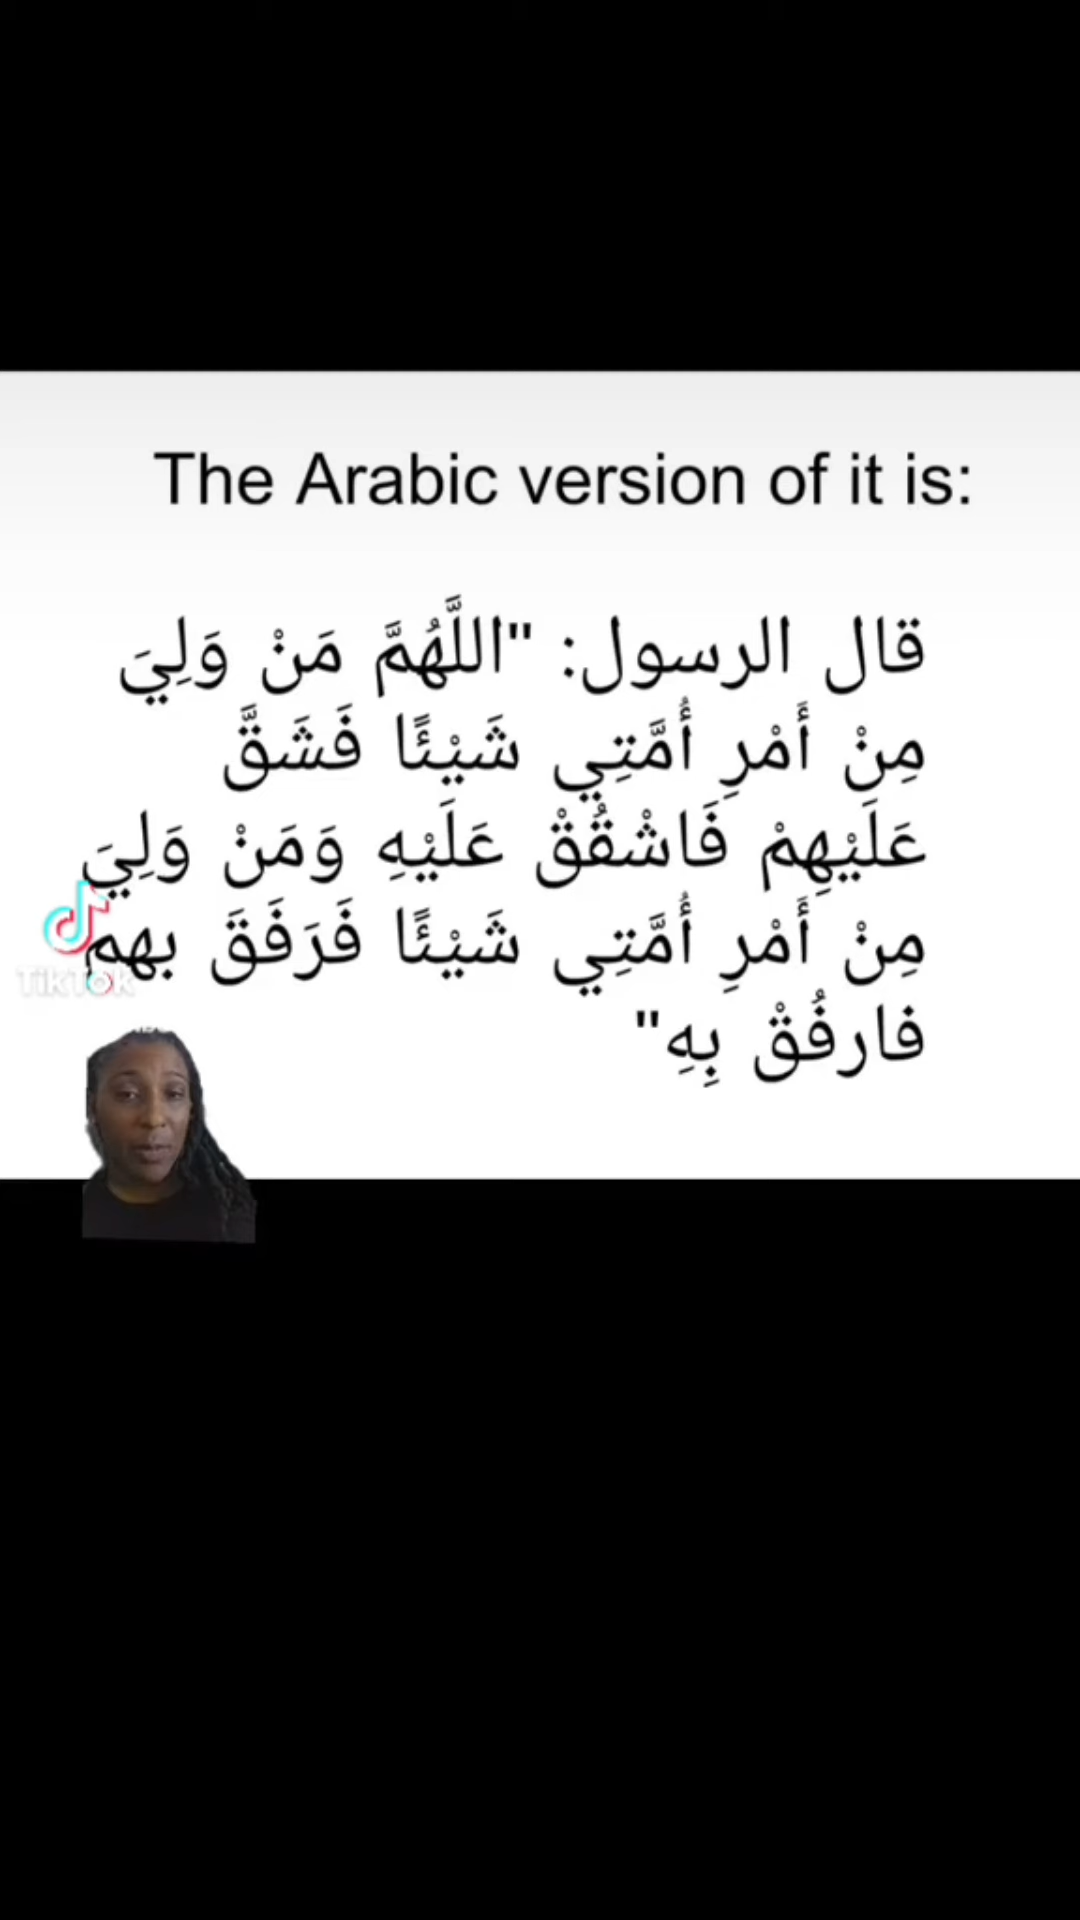 The Arabic version of it is:
قال الرسول: "اللَّهُمَّ مَنْ وَلِيَ
مِنْ أَمْرِ أُمَّتِي شَيْئًا فَشَقَّ
عَلَيْهِمْ فَاشْقُقْ عَلَيْهِ وَمَنْ وَلِيَ
مِنْ أَمْرِ أُمَّتِي شَيْئًا فَرَفَقَ بهم
فارفُقْ بِهِ"
TikTok